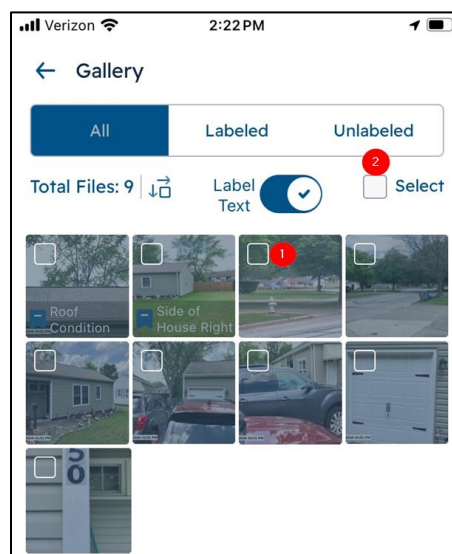 Verizon 2:22 PM
Gallery
All Labeled Unlabeled
2
Total Files: 9 Label Text Select
1
Roof
Condition
Side of
House Right
50